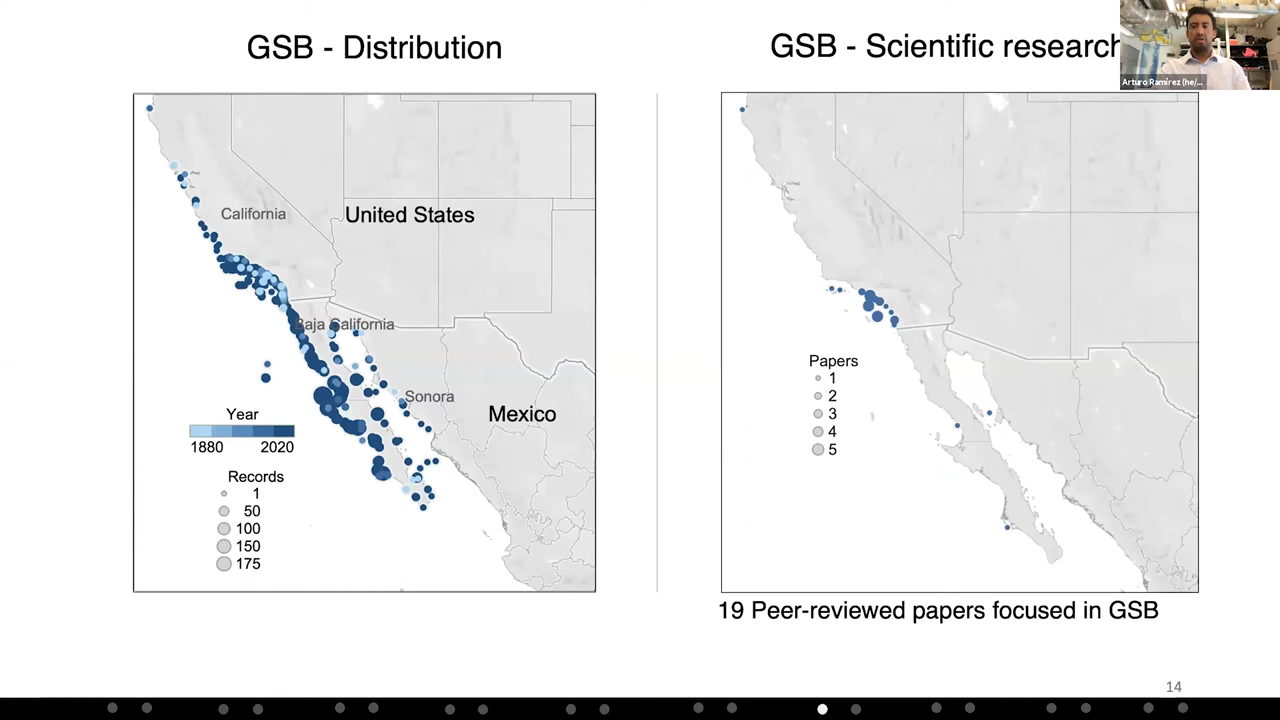 GSB - Distribution
GSB - Scientific research
Arturo Ramírez (he/...
California
United States
Baja California
Sonora
Mexico
Year
1880 2020
Records
1
50
100
150
175
Papers
1
2
3
4
5
19 Peer-reviewed papers focused in GSB
14